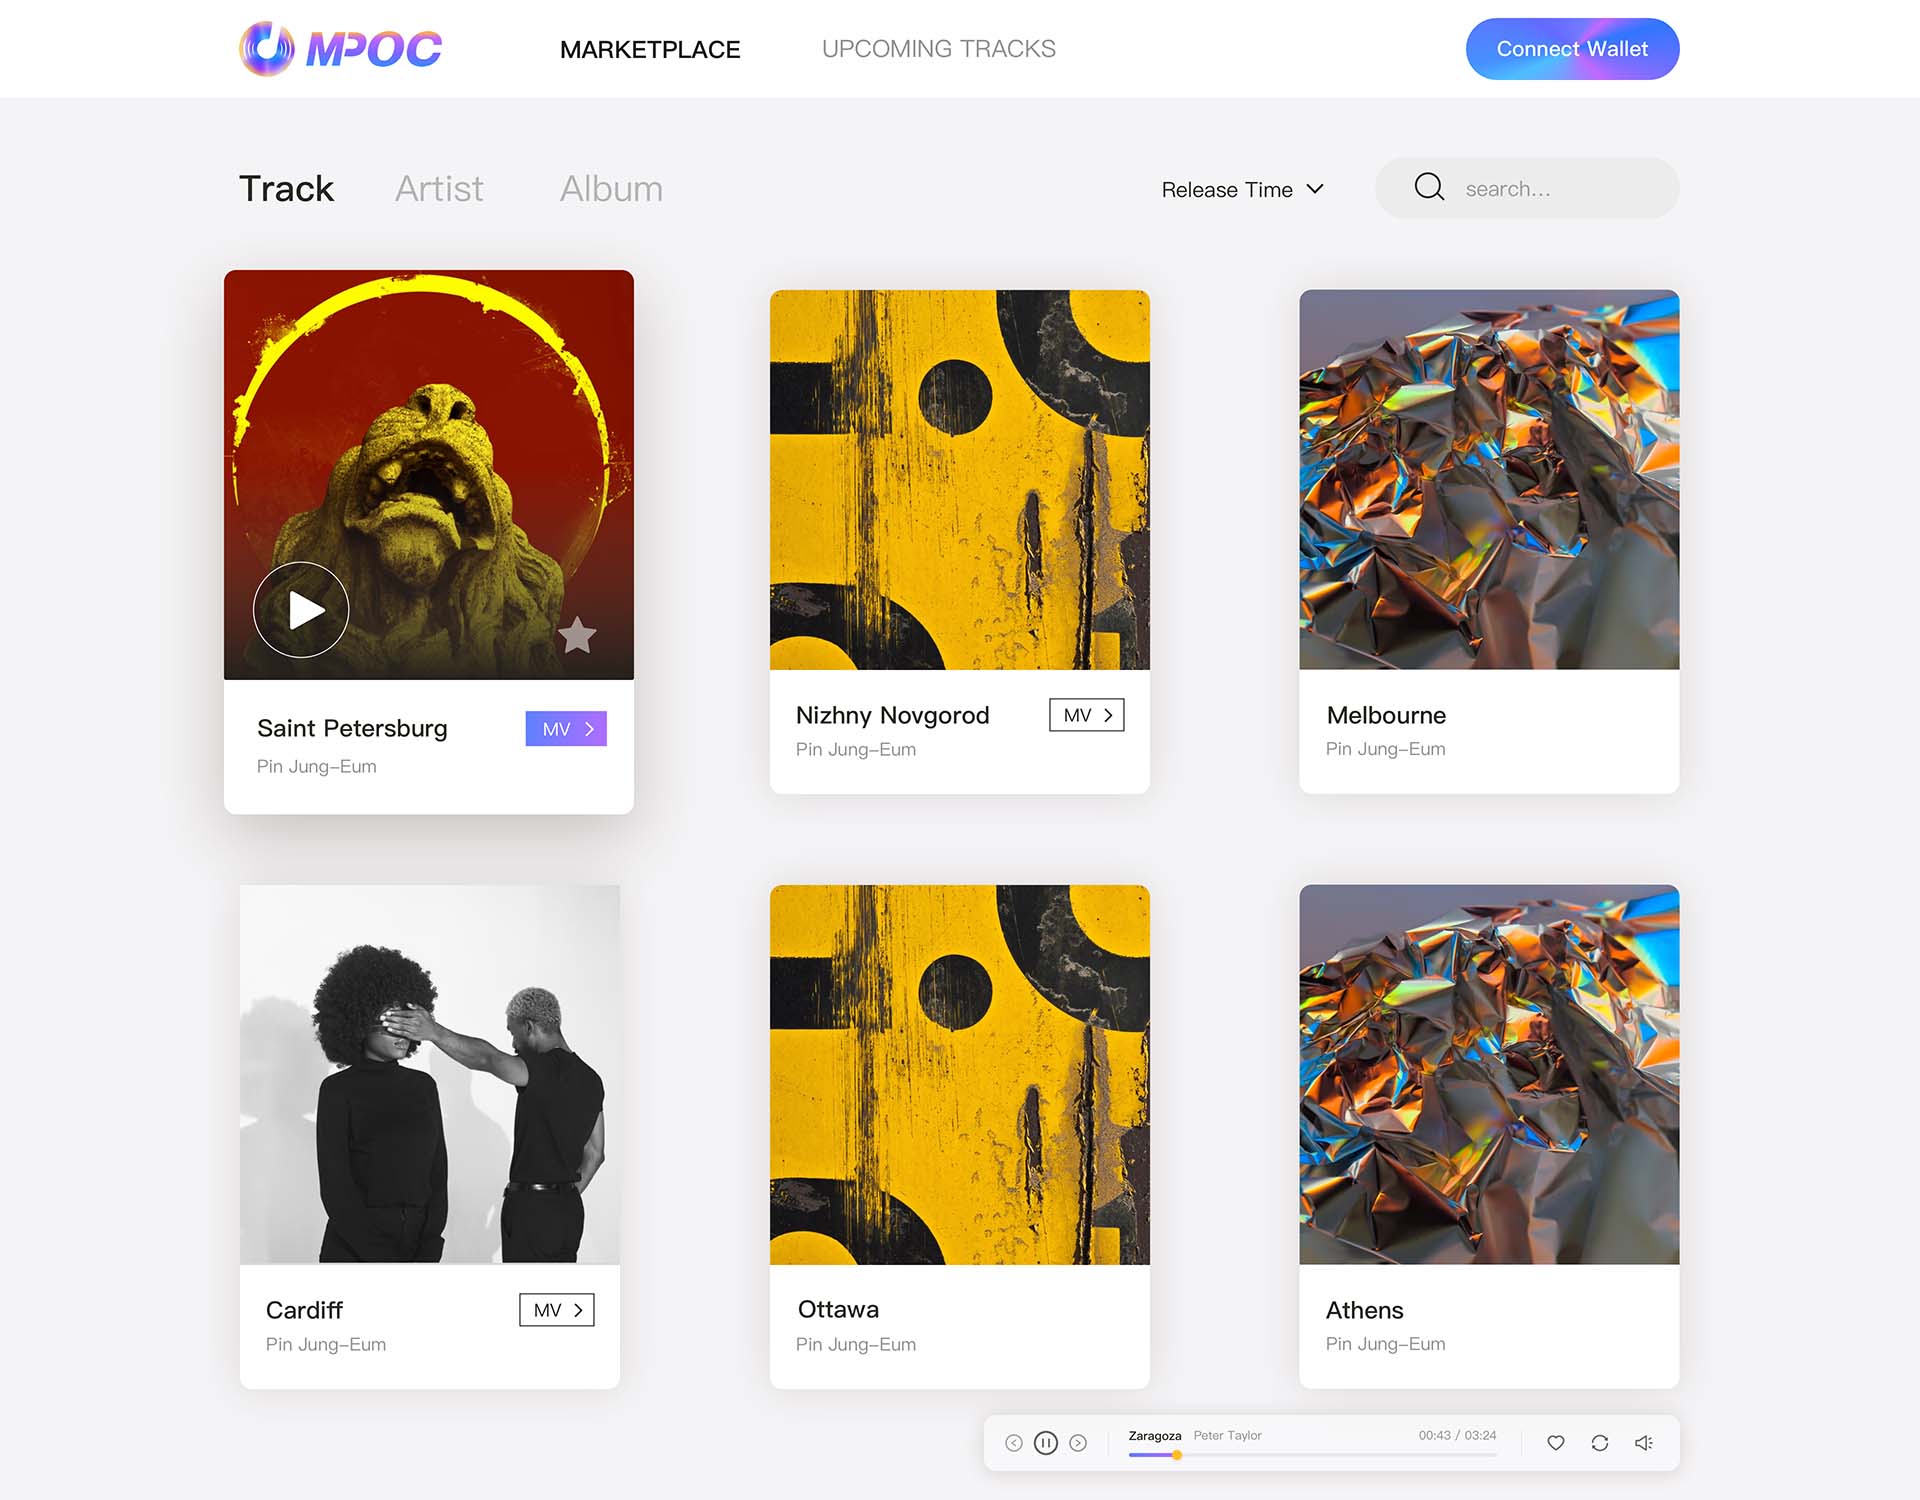 MPOC
MARKETPLACE
UPCOMING TRACKS
Connect Wallet
Track
Artist
Album
Release Time
search...
Saint Petersburg
MV
Pin Jung-Eum
Nizhny Novgorod
MV
Pin Jung-Eum
Melbourne
Pin Jung-Eum
Cardiff
MV
Pin Jung-Eum
Ottawa
Pin Jung-Eum
Athens
Pin Jung-Eum
Zaragoza Peter Taylor 00:43 / 03:24